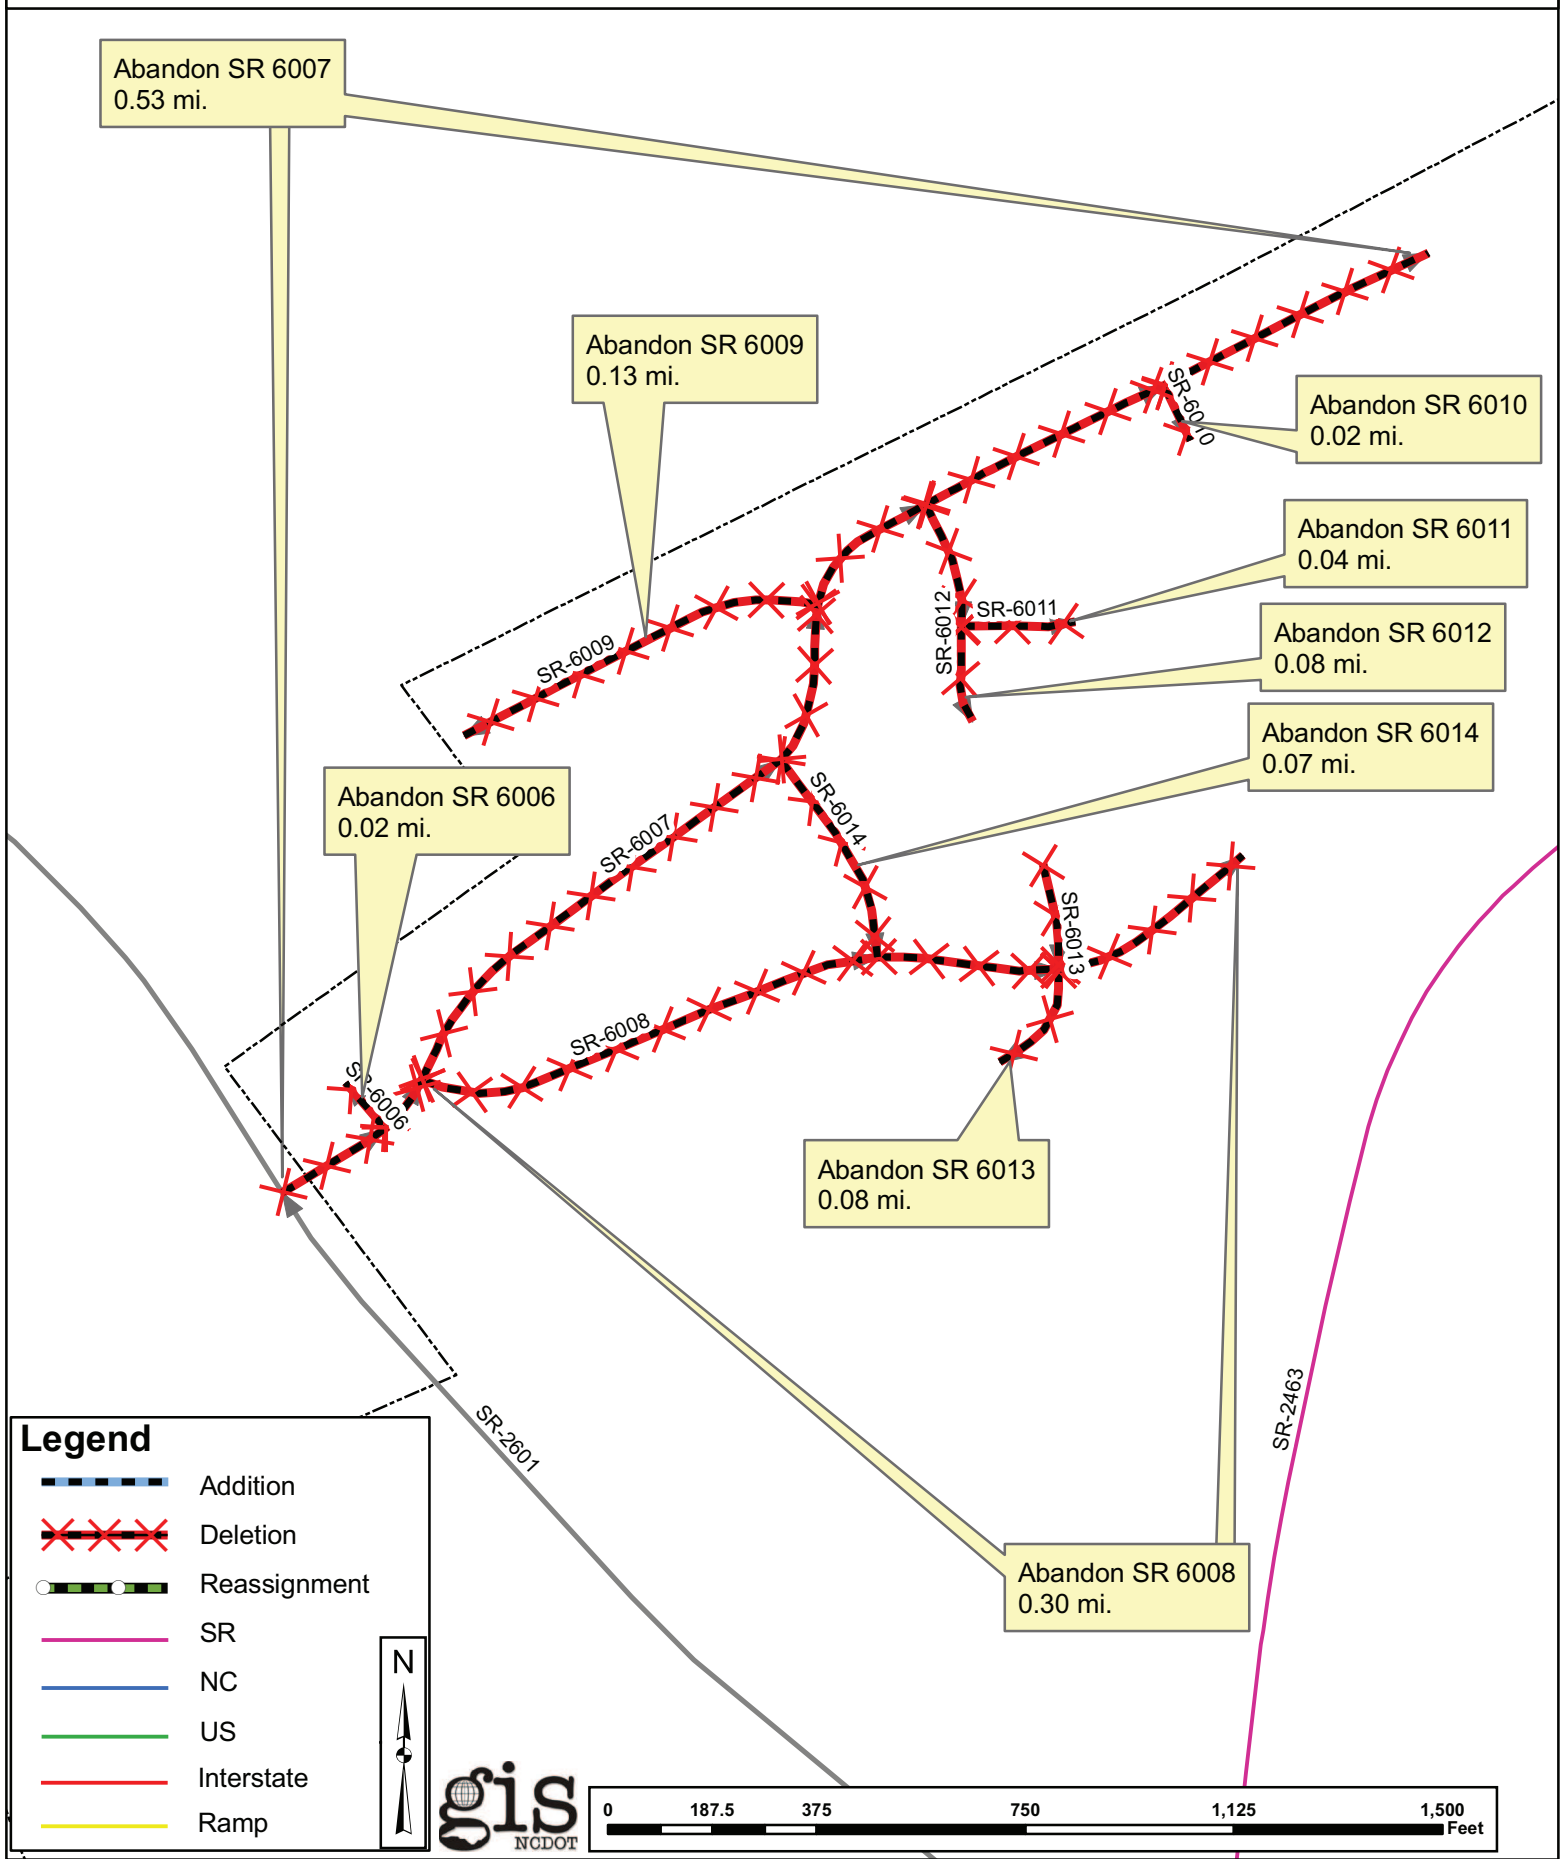 Abandon SR 6007
0.53 mi.
Abandon SR 6009
0.13 mi.
SR-6010
Abandon SR 6010
0.02 mi.
Abandon SR 6011
0.04 mi.
SR-6011
SR-6012
Abandon SR 6012
0.08 mi.
SR-6009
Abandon SR 6014
0.07 mi.
SR-6014
Abandon SR 6006
0.02 mi.
SR-6007
SR-6013
SR-6008
SR-6006
Abandon SR 6013
0.08 mi.
SR-2463
SR-2601
Abandon SR 6008
0.30 mi.
Legend
Addition
Deletion
Reassignment
SR
NC
US
Interstate
Ramp
N
gis
NCDOT
0 187.5 375 750 1,125 1,500
Feet